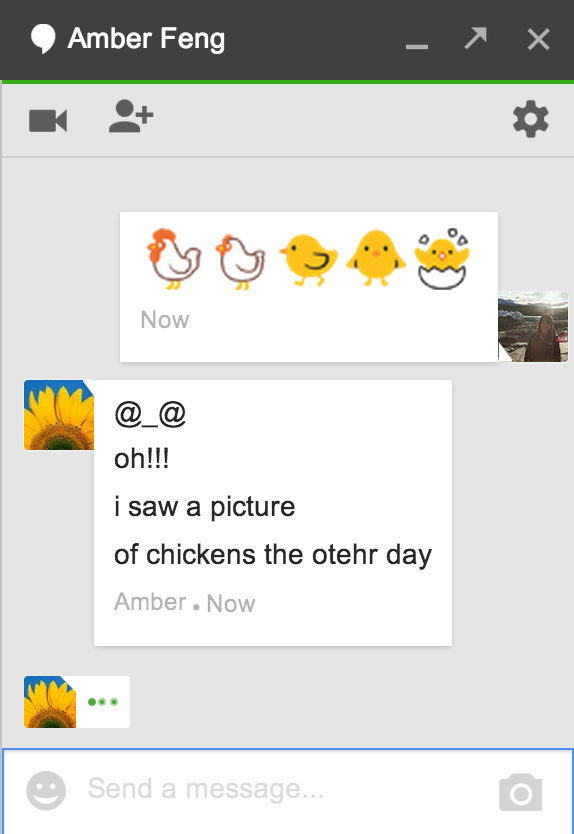 Amber Feng
Now
@_@
oh!!!
i saw a picture
of chickens the otehr day
Amber • Now
Send a message...